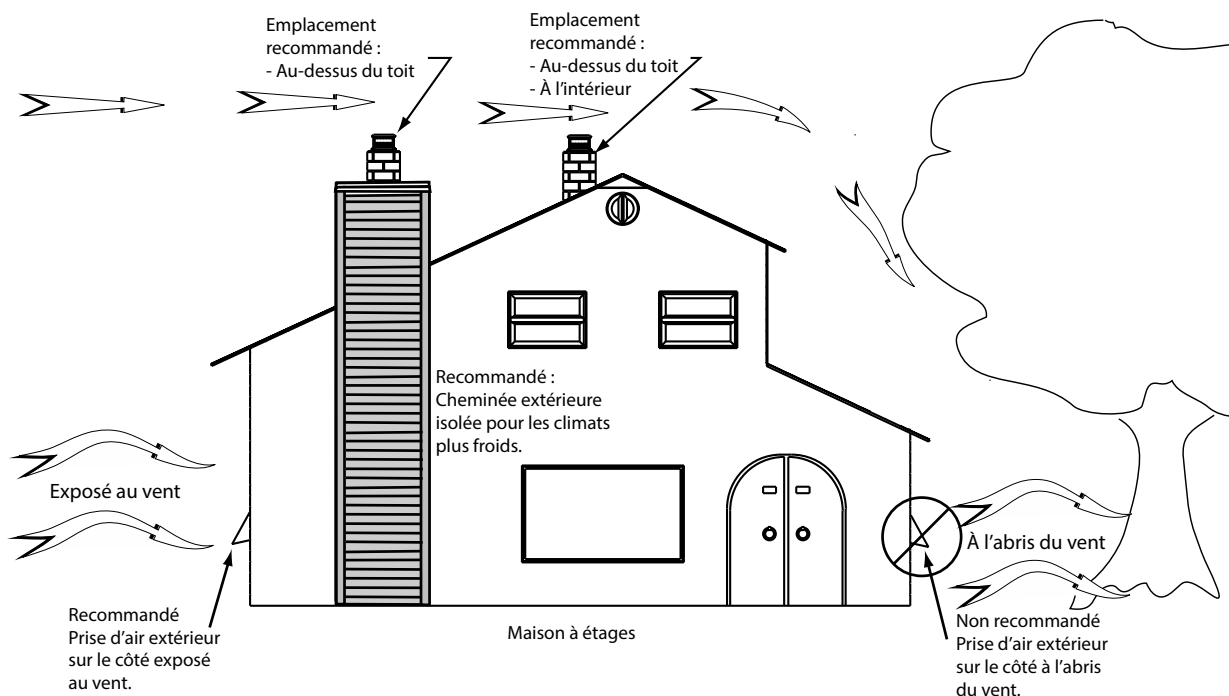 Emplacement
recommandé :
- Au-dessus du toit
Emplacement
recommandé :
- Au-dessus du toit
- À l'intérieur
Recommandé :
Cheminée extérieure
isolée pour les climats
plus froids.
Exposé au vent
À l'abris du vent
Recommandé
Prise d'air extérieur
sur le côté exposé
au vent.
Maison à étages
Non recommandé
Prise d'air extérieur
sur le côté à l'abris
du vent.